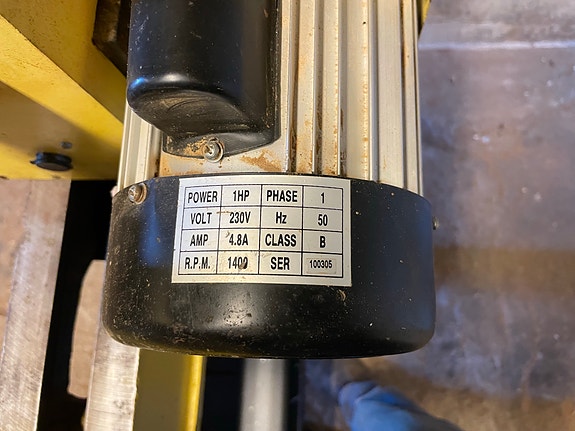 POWER 1HP PHASE 1
VOLT 230V Hz 50
AMP 4.8A CLASS B
R.P.M. 1400 SER 100305